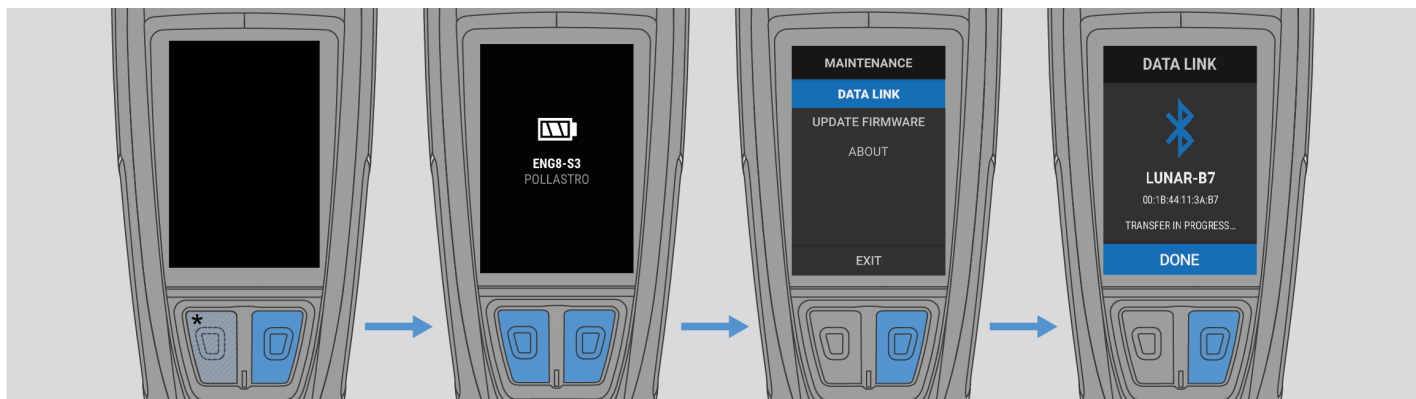 *
ENG8-S3
POLLASTRO
MAINTENANCE
DATA LINK
UPDATE FIRMWARE
ABOUT
EXIT
DATA LINK
LUNAR-B7
00:1B:44:11:3A:B7
TRANSFER IN PROGRESS...
DONE